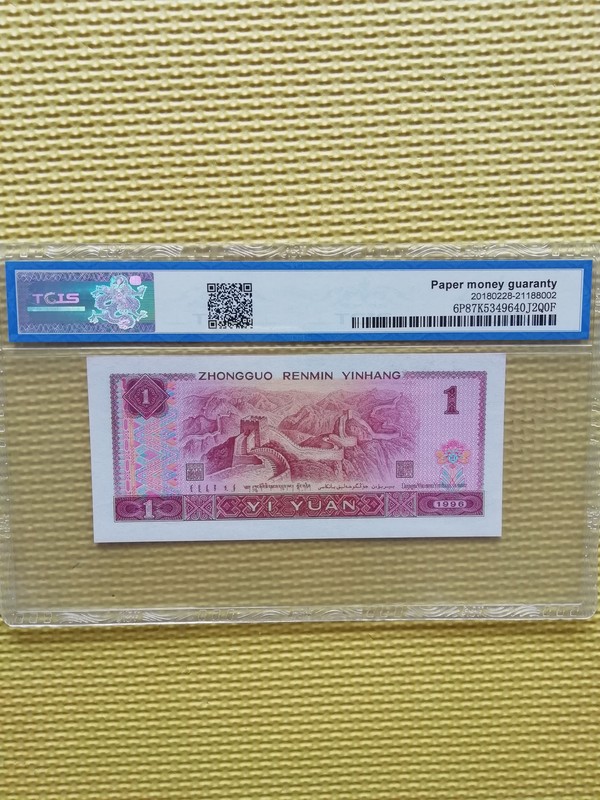 TCIS
Paper money guaranty
20180228-21188002
6P87K5349640J2Q0F
ZHONGGUO RENMIN YINHANG
1
1
1
YI YUAN
1996